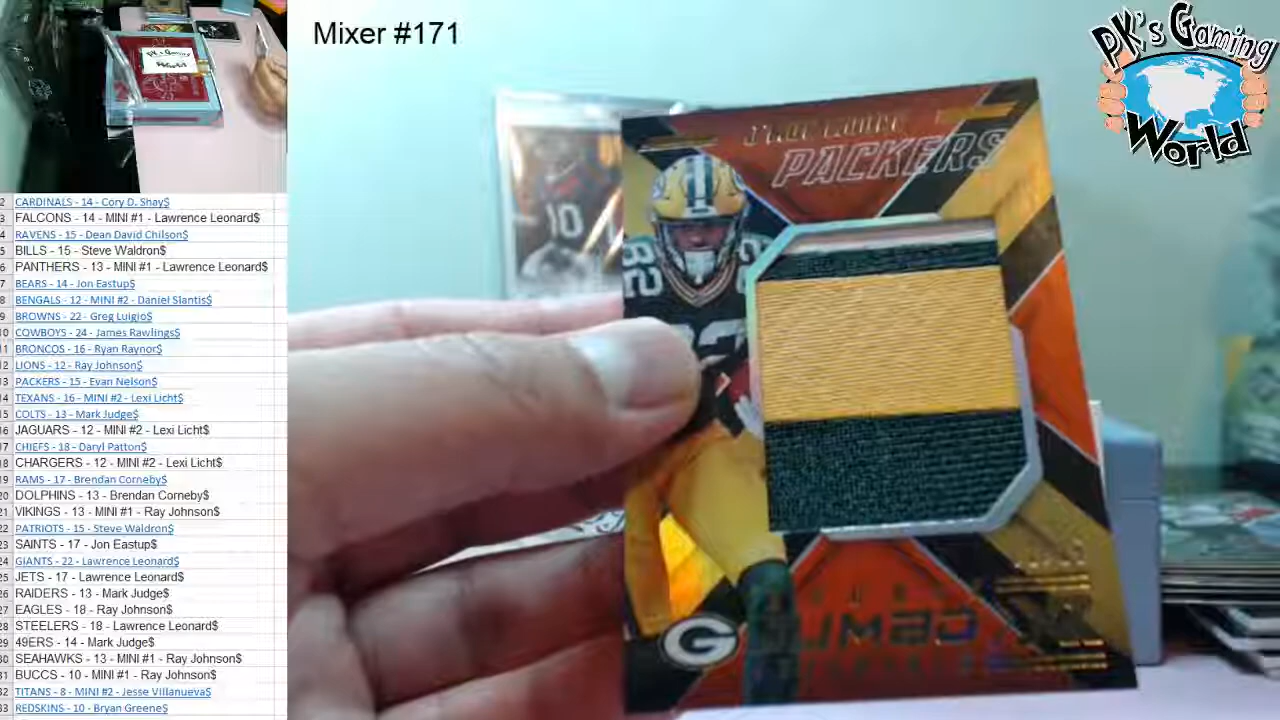 Mixer #171
PK's Gaming
World
2 CARDINALS - 14 - Cory D. Shay$
3 FALCONS - 14 - MINI #1 - Lawrence Leonard$
4 RAVENS - 15 - Dean David Chilson$
5 BILLS - 15 - Steve Waldron$
6 PANTHERS - 13 - MINI #1 - Lawrence Leonard$
7 BEARS - 14 - Jon Eastup$
8 BENGALS - 12 - MINI #2 - Daniel Slantis$
9 BROWNS - 22 - Greg Luigio$
10 COWBOYS - 24 - James Rawlings$
11 BRONCOS - 16 - Ryan Raynor$
12 LIONS - 12 - Ray Johnson$
13 PACKERS - 15 - Evan Nelson$
14 TEXANS - 16 - MINI #2 - Lexi Licht$
15 COLTS - 13 - Mark Judge$
16 JAGUARS - 12 - MINI #2 - Lexi Licht$
17 CHIEFS - 18 - Daryl Patton$
18 CHARGERS - 12 - MINI #2 - Lexi Licht$
19 RAMS - 17 - Brendan Corneby$
20 DOLPHINS - 13 - Brendan Corneby$
21 VIKINGS - 13 - MINI #1 - Ray Johnson$
22 PATRIOTS - 15 - Steve Waldron$
23 SAINTS - 17 - Jon Eastup$
24 GIANTS - 22 - Lawrence Leonard$
25 JETS - 17 - Lawrence Leonard$
26 RAIDERS - 13 - Mark Judge$
27 EAGLES - 18 - Ray Johnson$
28 STEELERS - 18 - Lawrence Leonard$
29 49ERS - 14 - Mark Judge$
30 SEAHAWKS - 13 - MINI #1 - Ray Johnson$
31 BUCCS - 10 - MINI #1 - Ray Johnson$
32 TITANS - 8 - MINI #2 - Jesse Villanueva$
33 REDSKINS - 10 - Bryan Greene$
PACKERS
82
10
G
JUMBO